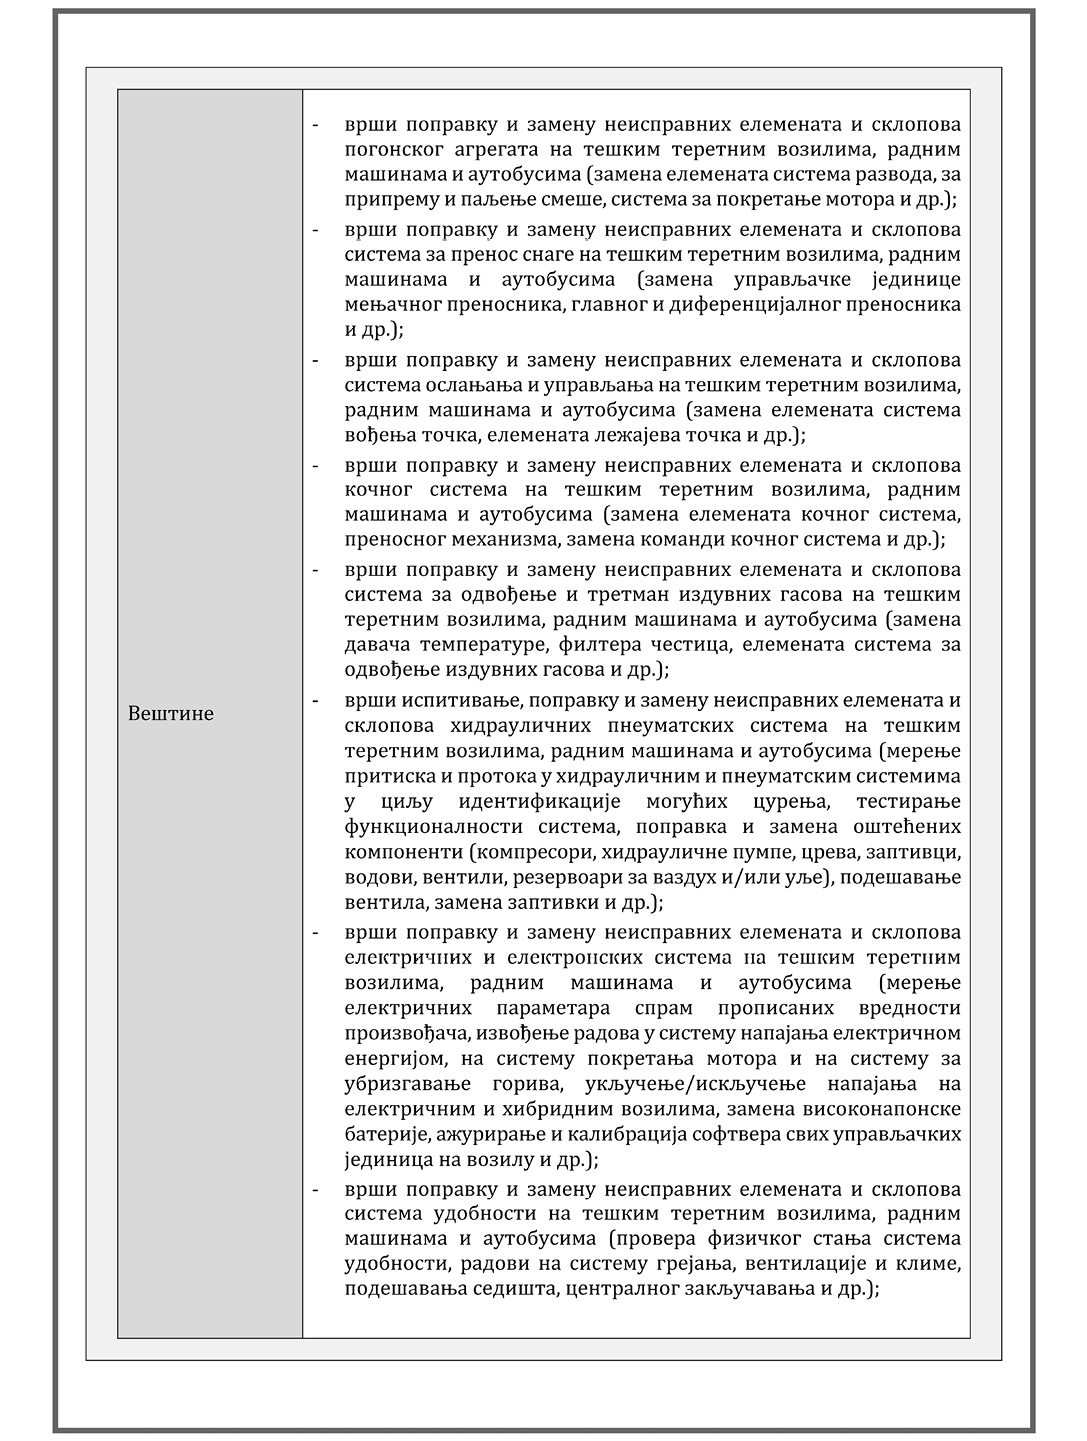 Вештине
- врши поправку и замену неисправних елемената и склопова
погонског агрегата на тешким теретним возилима, радним
машинама и аутобусима (замена елемената система развода, за
припрему и паљење смеше, система за покретање мотора и др.);
- врши поправку и замену неисправних елемената и склопова
система за пренос снаге на тешким теретним возилима, радним
машинама и аутобусима (замена управљачке јединице
мењачног преносника, главног и диференцијалног преносника
и др.);
- врши поправку и замену неисправних елемената и склопова
система ослањања и управљања на тешким теретним возилима,
радним машинама и аутобусима (замена елемената система
вођења точка, елемената лежајева точка и др.);
- врши поправку и замену неисправних елемената и склопова
кочног система на тешким теретним возилима, радним
машинама и аутобусима (замена елемената кочног система,
преносног механизма, замена команди кочног система и др.);
- врши поправку и замену неисправних елемената и склопова
система за одвођење и третман издувних гасова на тешким
теретним возилима, радним машинама и аутобусима (замена
давача температуре, филтера честица, елемената система за
одвођење издувних гасова и др.);
- врши испитивање, поправку и замену неисправних елемената и
склопова хидрауличних пнеуматских система на тешким
теретним возилима, радним машинама и аутобусима (мерење
притиска и протока у хидрауличним и пнеуматским системима
у циљу идентификације могућих цурења, тестирање
функционалности система, поправка и замена оштећених
компоненти (компресори, хидрауличне пумпе, црева, заптивци,
водови, вентили, резервоари за ваздух и/или уље), подешавање
вентила, замена заптивки и др.);
- врши поправку и замену неисправних елемената и склопова
електричних и електронских система на тешким теретним
возилима, радним машинама и аутобусима (мерење
електричних параметара спрам прописаних вредности
произвођача, извођење радова у систему напајања електричном
енергијом, на систему покретања мотора и на систему за
убризгавање горива, укључење/искључење напајања на
електричним и хибридним возилима, замена високонапонске
батерије, ажурирање и калибрација софтвера свих управљачких
јединица на возилу и др.);
- врши поправку и замену неисправних елемената и склопова
система удобности на тешким теретним возилима, радним
машинама и аутобусима (провера физичког стања система
удобности, радови на систему грејања, вентилације и климе,
подешавања седишта, централног закључавања и др.);